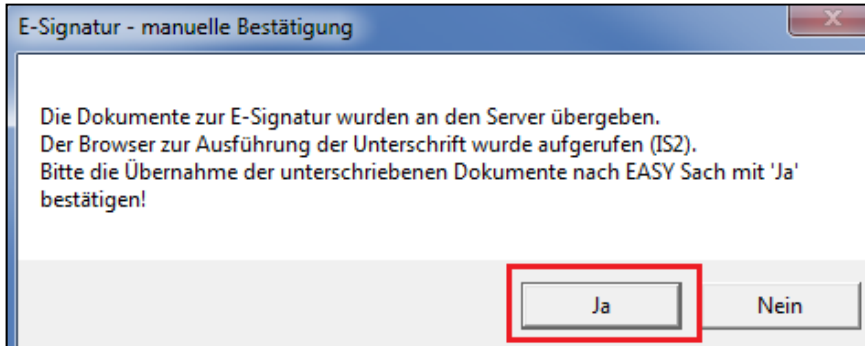 E-Signatur - manuelle Bestätigung
Die Dokumente zur E-Signatur wurden an den Server übergeben.
Der Browser zur Ausführung der Unterschrift wurde aufgerufen (IS2).
Bitte die Übernahme der unterschriebenen Dokumente nach EASY Sach mit 'Ja'
bestätigen!
Ja Nein